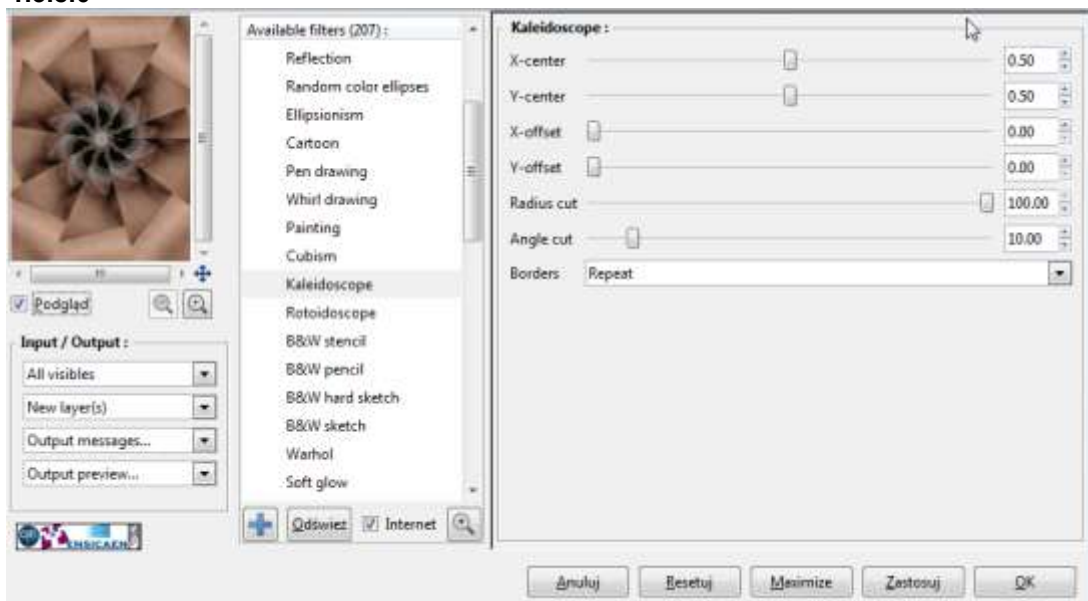 Available filters (207) :
Reflection
Random color ellipses
Ellipsionism
Cartoon
Pen drawing
Whirl drawing
Painting
Cubism
Kaleidoscope
Rotoidoscope
B&W stencil
B&W pencil
B&W hard sketch
B&W sketch
Warhol
Soft glow
Odśwież Internet
Podgląd
Input / Output :
All visibles
New layer(s)
Output messages...
Output preview...
ENSICAEN
Kaleidoscope :
X-center 0.50
Y-center 0.50
X-offset 0.00
Y-offset 0.00
Radius cut 100.00
Angle cut 10.00
Borders Repeat
Anuluj Resetuj Maximize Zastosuj OK